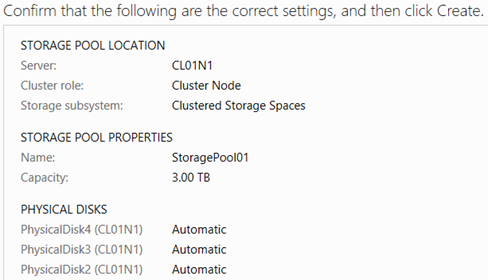 Confirm that the following are the correct settings, and then click Create.
STORAGE POOL LOCATION
Server: CL01N1
Cluster role: Cluster Node
Storage subsystem: Clustered Storage Spaces
STORAGE POOL PROPERTIES
Name: StoragePool01
Capacity: 3.00 TB
PHYSICAL DISKS
PhysicalDisk4 (CL01N1) Automatic
PhysicalDisk3 (CL01N1) Automatic
PhysicalDisk2 (CL01N1) Automatic